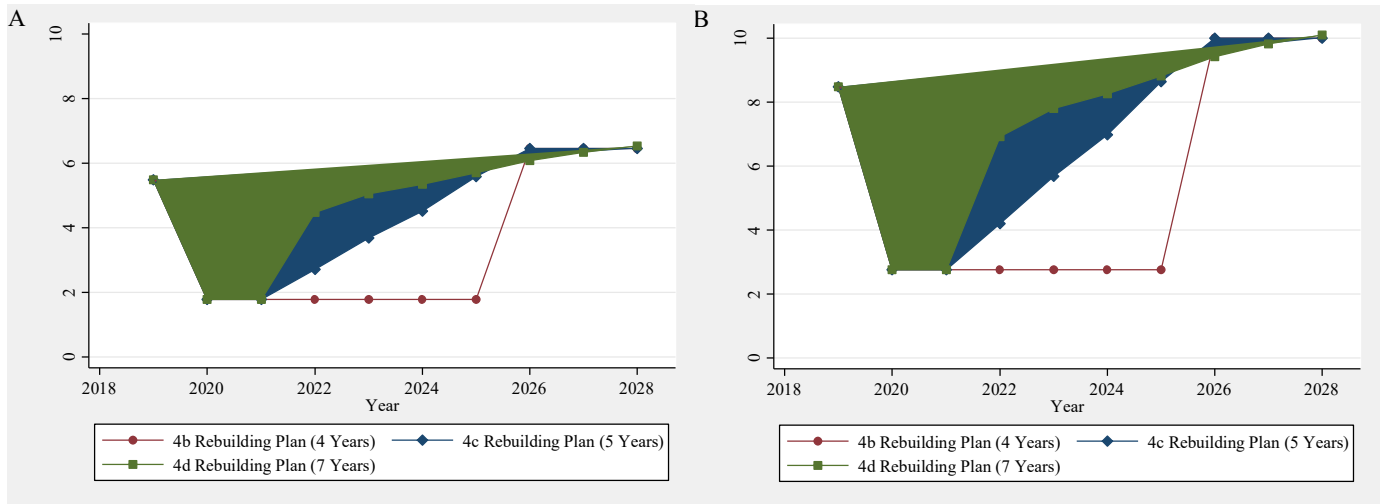 A
10
8
6
4
2
0
2018 2020 2022 2024 2026 2028
Year
4b Rebuilding Plan (4 Years) 4c Rebuilding Plan (5 Years)
4d Rebuilding Plan (7 Years)
B
10
8
6
4
2
0
2018 2020 2022 2024 2026 2028
Year
4b Rebuilding Plan (4 Years) 4c Rebuilding Plan (5 Years)
4d Rebuilding Plan (7 Years)